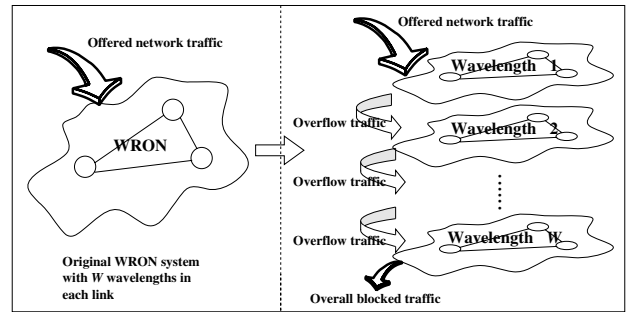 Offered network traffic
WRON
Original WRON system
with W wavelengths in
each link
Offered network traffic
Wavelength 1
Overflow traffic
Wavelength 2
Overflow traffic
Overflow traffic
Wavelength W
Overall blocked traffic